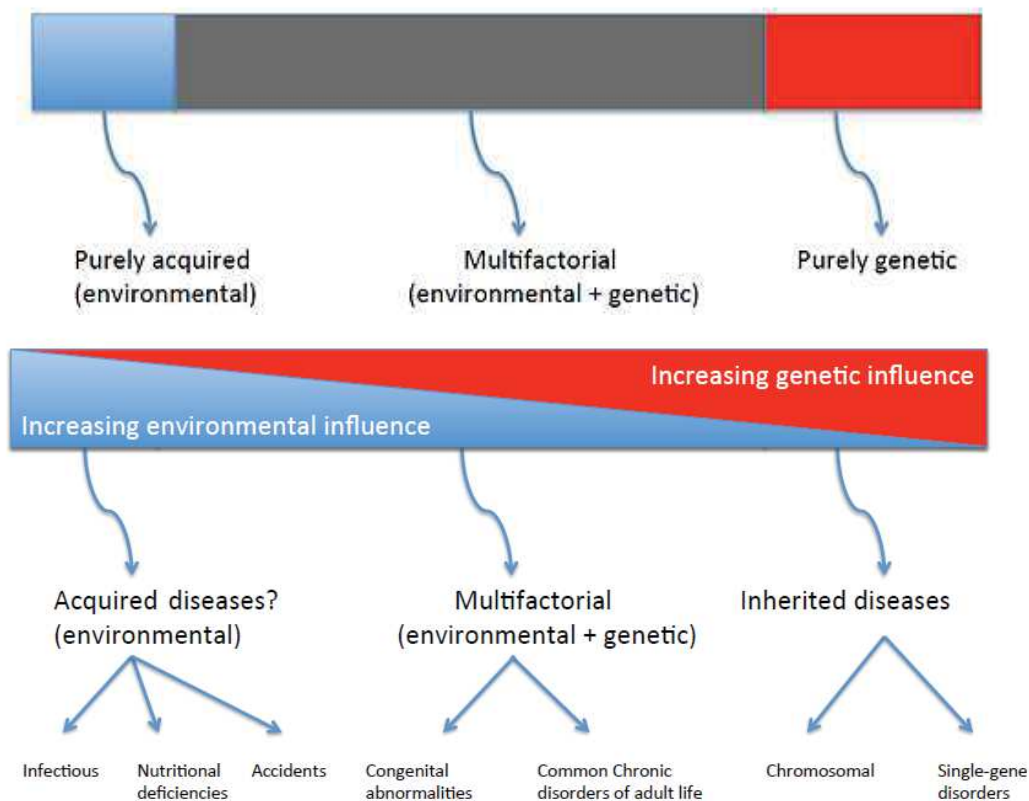 Purely acquired
(environmental)
Multifactorial
(environmental + genetic)
Purely genetic
Increasing genetic influence
Increasing environmental influence
Acquired diseases?
(environmental)
Multifactorial
(environmental + genetic)
Inherited diseases
Infectious
Nutritional
deficiencies
Accidents
Congenital
abnormalities
Common Chronic
disorders of adult life
Chromosomal
Single-gene
disorders